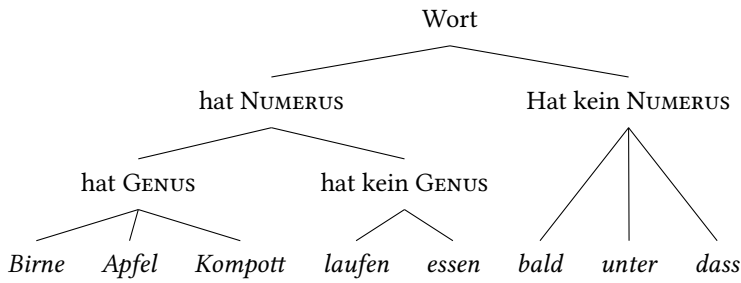 Wort
hat Numerus Hat kein Numerus
hat Genus hat kein Genus
Birne Apfel Kompott laufen essen bald unter dass